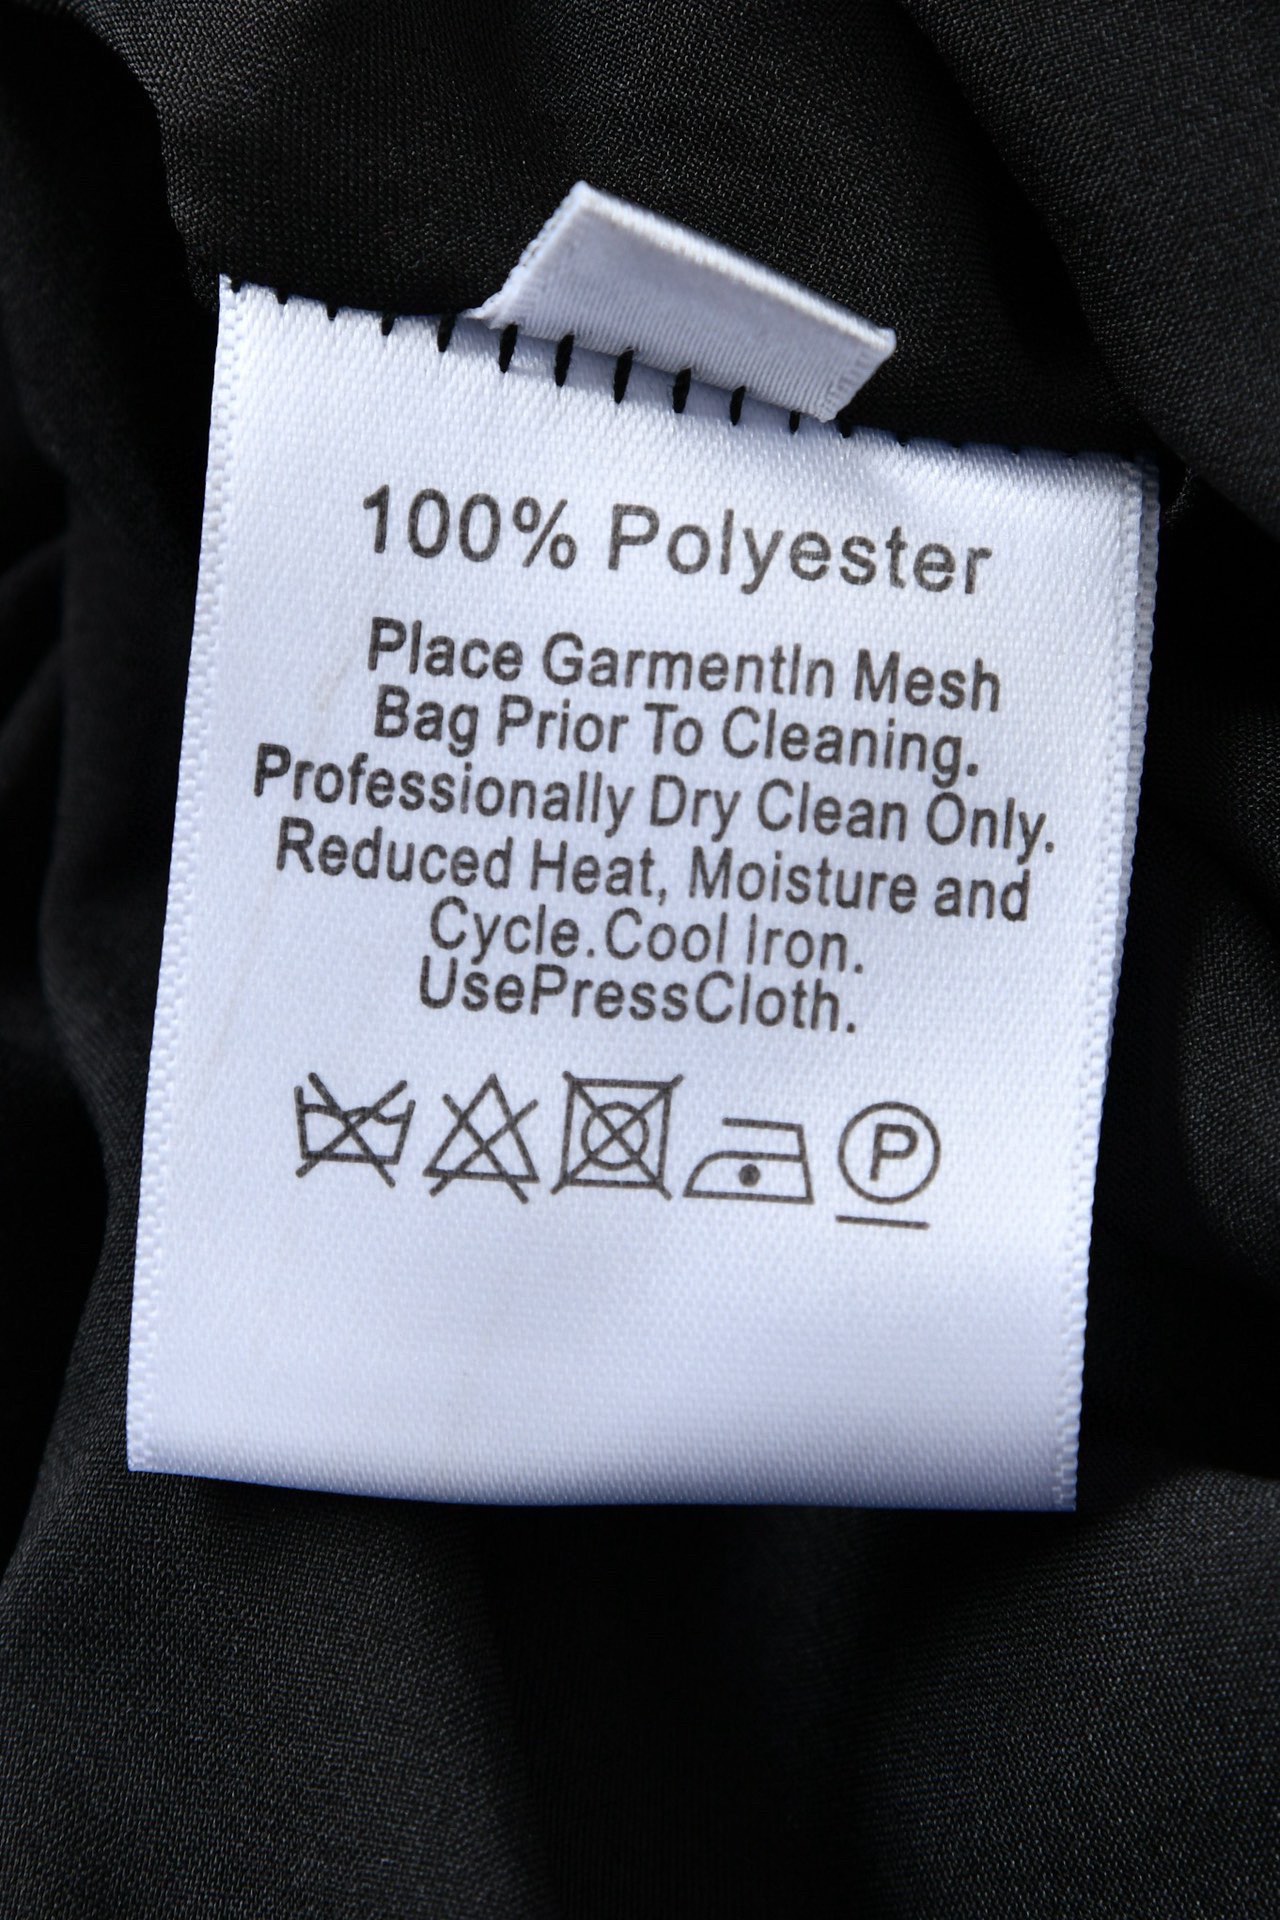 100% Polyester
Place GarmentIn Mesh
Bag Prior To Cleaning.
Professionally Dry Clean Only.
Reduced Heat, Moisture and
Cycle.Cool Iron.
UsePressCloth.
P